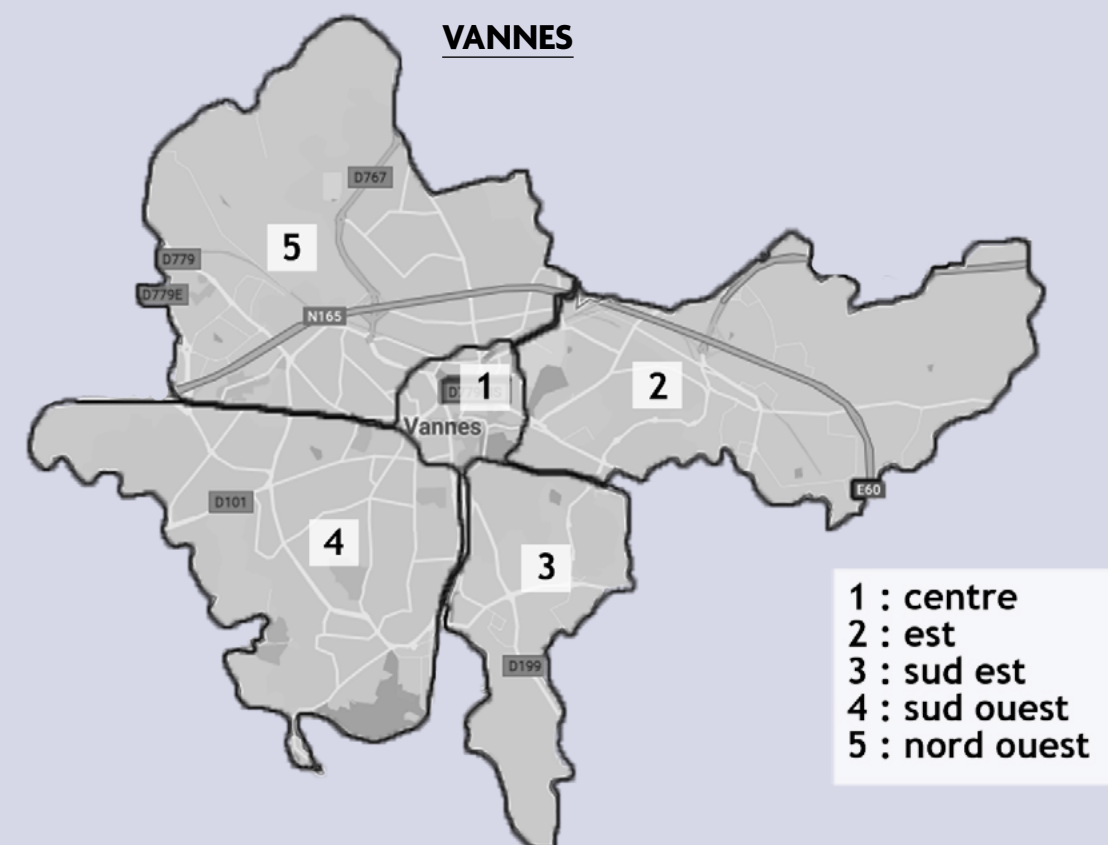 VANNES
D767
5
D779
D779E
N165
1
2
Vannes
E60
D101
4
3
D199
1 : centre
2 : est
3 : sud est
4 : sud ouest
5 : nord ouest